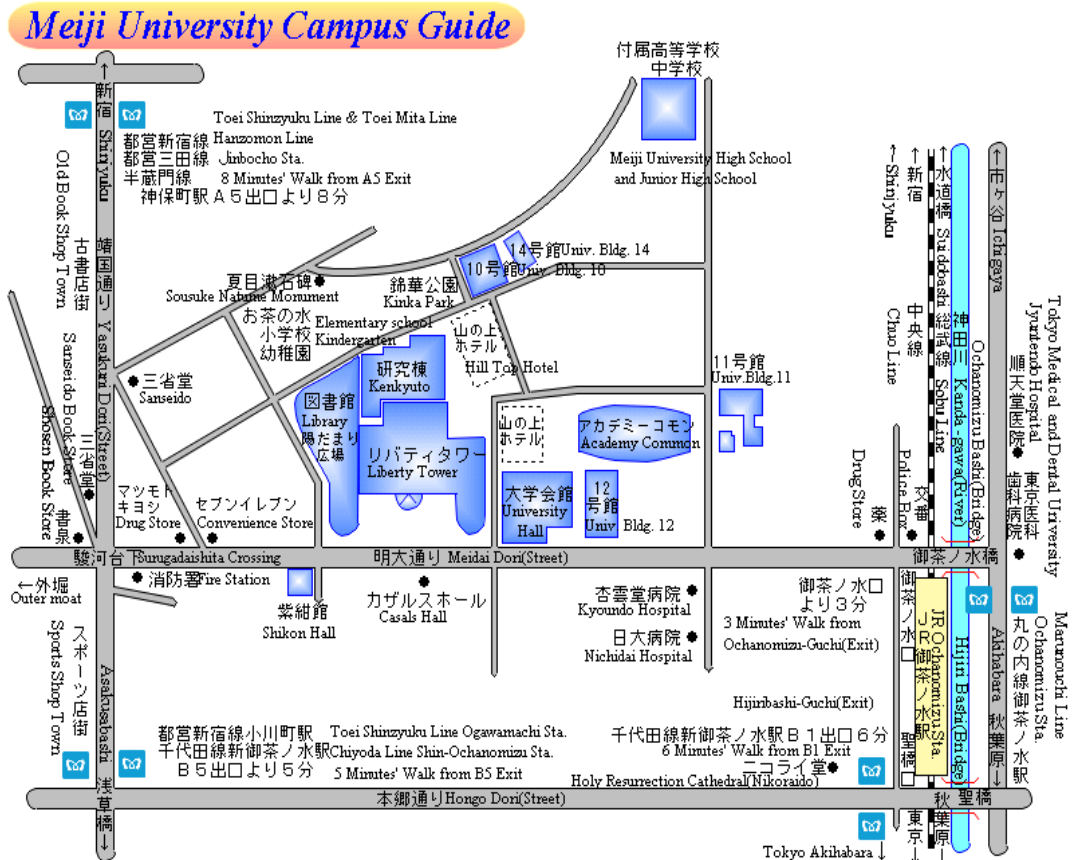 Meiji University Campus Guide
付属高等学校
中学校
Meiji University High School
and Junior High School
←新宿 Shinjyuku
Toei Shinzyuku Line & Toei Mita Line
都営新宿線 Hanzomon Line
都営三田線 Jinbocho Sta.
半蔵門線 8 Minutes' Walk from A5 Exit
神保町駅A5出口より8分
Old Book Shop Town
古書店街
靖国通り Yasukuni Dori(Street)
Sanseido Book Store
三省堂
Shosen Book Store
書泉
夏目漱石碑
Sousuke Natume Monument
錦華公園
Kinka Park
10号館 Univ. Bldg. 10
14号館 Univ. Bldg. 14
お茶の水
小学校
幼稚園
Elementary school
Kindergarten
山の上
ホテル
Hill Top Hotel
三省堂
Sanseido
研究棟
Kenkyuto
図書館
Library
陽だまり
広場
リバティタワー
Liberty Tower
山の上
ホテル
アカデミーコモン
Academy Common
11号館
Univ.Bldg.11
大学会館
University
Hall
12
号館
Univ. Bldg. 12
マツモト
キヨシ
Drug Store
セブンイレブン
Convenience Store
駿河台下 Surugadaishita Crossing
明大通り Meidai Dori(Street)
御茶ノ水橋
←Shinjyuku
←新宿
中央線
Chuo Line
←水道橋 Suidobashi
総武線 Sobu Line
神田三 Kanda-gawa(River)
Ochanomizu Bashi(Bridge)
←市ヶ谷 Ichigaya
順天堂医院
Jyuntendo Hospital
Tokyo Medical and Dental University
東京医科
歯科病院
Drug Store
薬
Police Box
交番
←外堀
Outer moat
消防署 Fire Station
紫紺館
Shikon Hall
カザルスホール
Casals Hall
杏雲堂病院
Kyoundo Hospital
日大病院
Nichidai Hospital
御茶ノ水口
より3分
3 Minutes' Walk from
Ochanomizu-Guchi(Exit)
御茶ノ水口
JR Ochanomizu Sta.
JR御茶ノ水駅
Hijiri Bashi(Bridge)
Akihabara 秋葉原→
Marunouchi Line
Ochanomizu Sta.
丸の内線御茶ノ水駅
スポーツ店街
Sports Shop Town
Asakusabashi 浅草橋→
都営新宿線小川町駅 Toei Shinzyuku Line Ogawamachi Sta.
千代田線新御茶ノ水駅 Chiyoda Line Shin-Ochanomizu Sta.
B5出口より5分 5 Minutes' Walk from B5 Exit
Hijiribashi-Guchi(Exit)
千代田線新御茶ノ水駅B1出口6分
6 Minutes' Walk from B1 Exit
ニコライ堂
Holy Resurrection Cathedral(Nikoraido)
聖橋口
本郷通り Hongo Dori(Street)
聖橋
東京→
秋葉原→
Tokyo Akihabara ↓